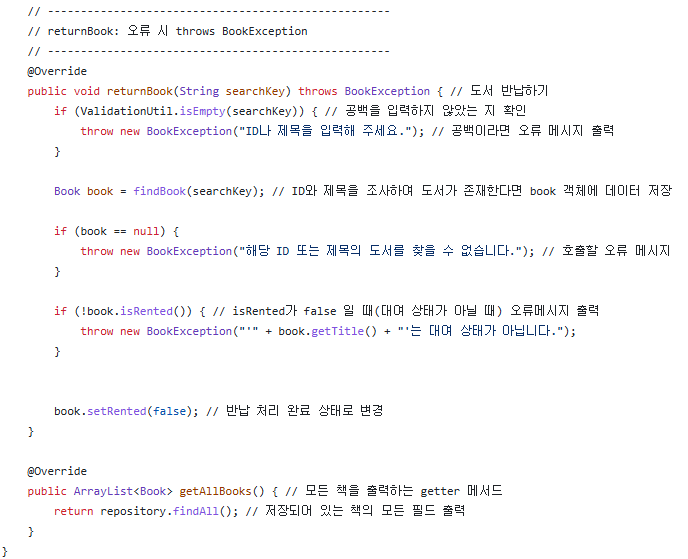 // ----------------------------------------------------
// returnBook: 오류 시 throws BookException
// ----------------------------------------------------
@Override
public void returnBook(String searchKey) throws BookException { // 도서 반납하기
if (ValidationUtil.isEmpty(searchKey)) { // 공백을 입력하지 않았는 지 확인
throw new BookException("ID나 제목을 입력해 주세요."); // 공백이라면 오류 메시지 출력
}
Book book = findBook(searchKey); // ID와 제목을 조사하여 도서가 존재한다면 book 객체에 데이터 저장
if (book == null) {
throw new BookException("해당 ID 또는 제목의 도서를 찾을 수 없습니다."); // 호출할 오류 메시지
}
if (!book.isRented()) { // isRented가 false 일 때(대여 상태가 아닐 때) 오류메시지 출력
throw new BookException("'" + book.getTitle() + "'는 대여 상태가 아닙니다.");
}
book.setRented(false); // 반납 처리 완료 상태로 변경
}
@Override
public ArrayList<Book> getAllBooks() { // 모든 책을 출력하는 getter 메서드
return repository.findAll(); // 저장되어 있는 책의 모든 필드 출력
}
}